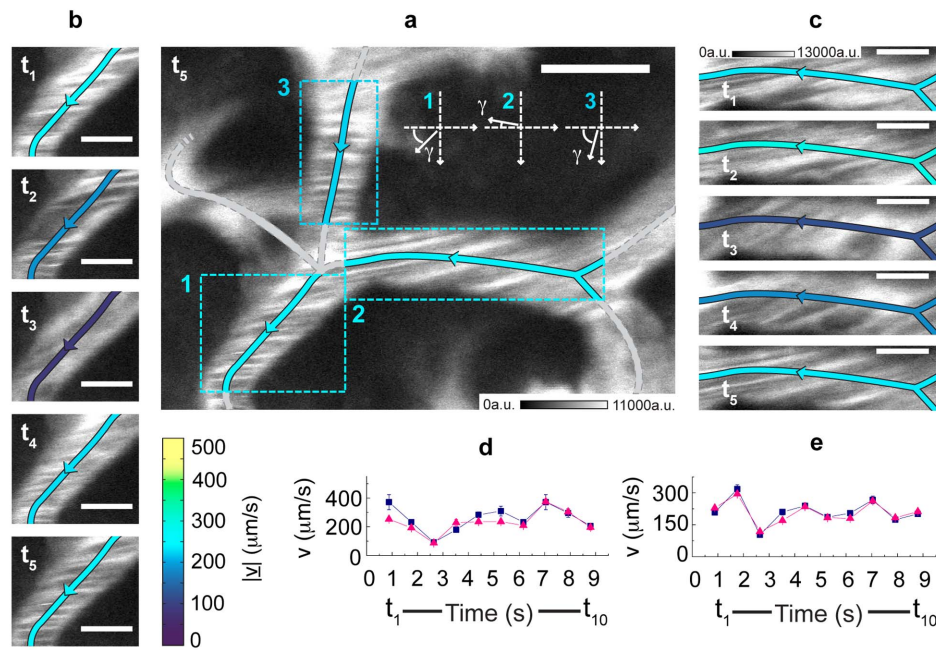 b
a
c
t1
t2
t3
t4
t5
t5
3
1
2
3
γ
γ
γ
1
2
0a.u.
11000a.u.
0a.u.
13000a.u.
t1
t2
t3
t4
t5
500
400
300
200
100
0
|v| (μm/s)
d
v (μm/s)
400
200
0
0 1 2 3 4 5 6 7 8 9
t1
Time (s)
t10
e
v (μm/s)
300
150
0
0 1 2 3 4 5 6 7 8 9
t1
Time (s)
t10